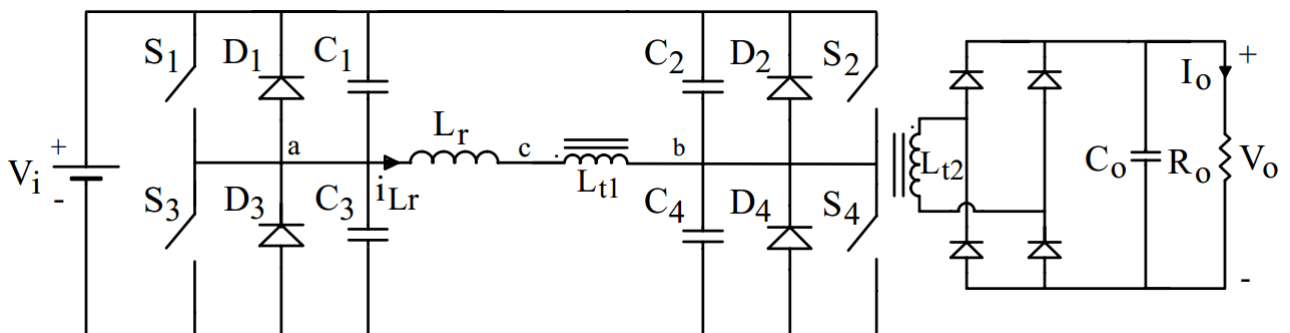 S1 D1 C1 C2 D2 S2
+ Vi -
a
Lr
c
Lt1
b
iLr
S3 D3 C3 C4 D4 S4
Lt2
Co Ro
Io
+ Vo -